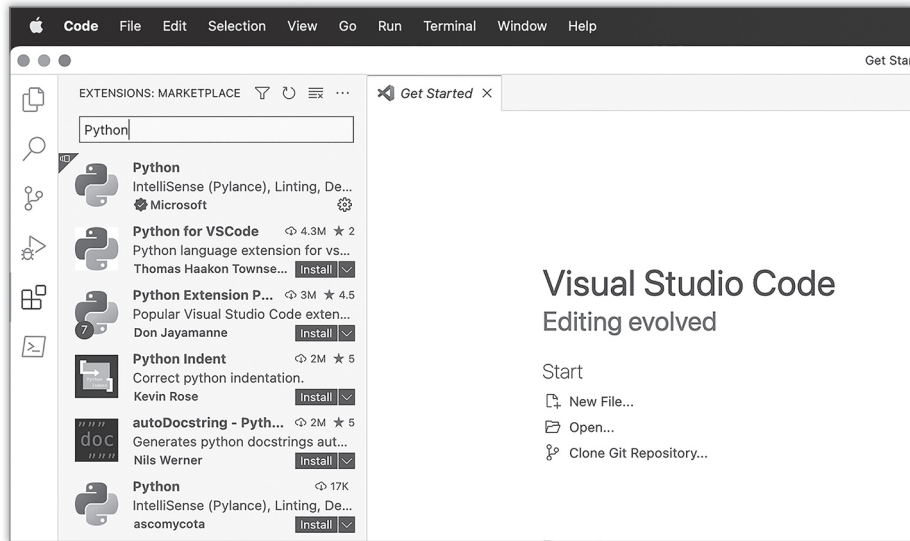 Code File Edit Selection View Go Run Terminal Window Help
Get Star
EXTENSIONS: MARKETPLACE
Get Started
Python
Python
IntelliSense (Pylance), Linting, De...
Microsoft
Python for VSCode 4.3M 2
Python language extension for vs...
Thomas Haakon Townse... Install
Python Extension P... 3M 4.5
Popular Visual Studio Code exten...
7
Don Jayamanne Install
Python Indent 2M 5
Correct python indentation.
Kevin Rose Install
autoDocstring - Pyth... 2M 5
doc
Generates python docstrings aut...
Nils Werner Install
Python 17K
IntelliSense (Pylance), Linting, De...
ascomycota Install
Visual Studio Code
Editing evolved
Start
New File...
Open...
Clone Git Repository...